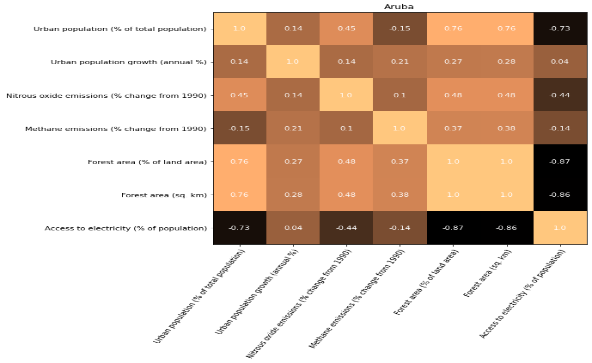 Aruba
Urban population (% of total population) 1.0 0.14 0.45 -0.15 0.76 0.76 -0.73
Urban population growth (annual %) 0.14 1.0 0.14 0.21 0.27 0.28 0.04
Nitrous oxide emissions (% change from 1990) 0.45 0.14 1.0 0.1 0.48 0.48 -0.44
Methane emissions (% change from 1990) -0.15 0.21 0.1 1.0 0.37 0.38 -0.14
Forest area (% of land area) 0.76 0.27 0.48 0.37 1.0 1.0 -0.87
Forest area (sq. km) 0.76 0.28 0.48 0.38 1.0 1.0 -0.86
Access to electricity (% of population) -0.73 0.04 -0.44 -0.14 -0.87 -0.86 1.0
Urban population (% of total population)
Urban population growth (annual %)
Nitrous oxide emissions (% change from 1990)
Methane emissions (% change from 1990)
Forest area (% of land area)
Forest area (sq. km)
Access to electricity (% of population)